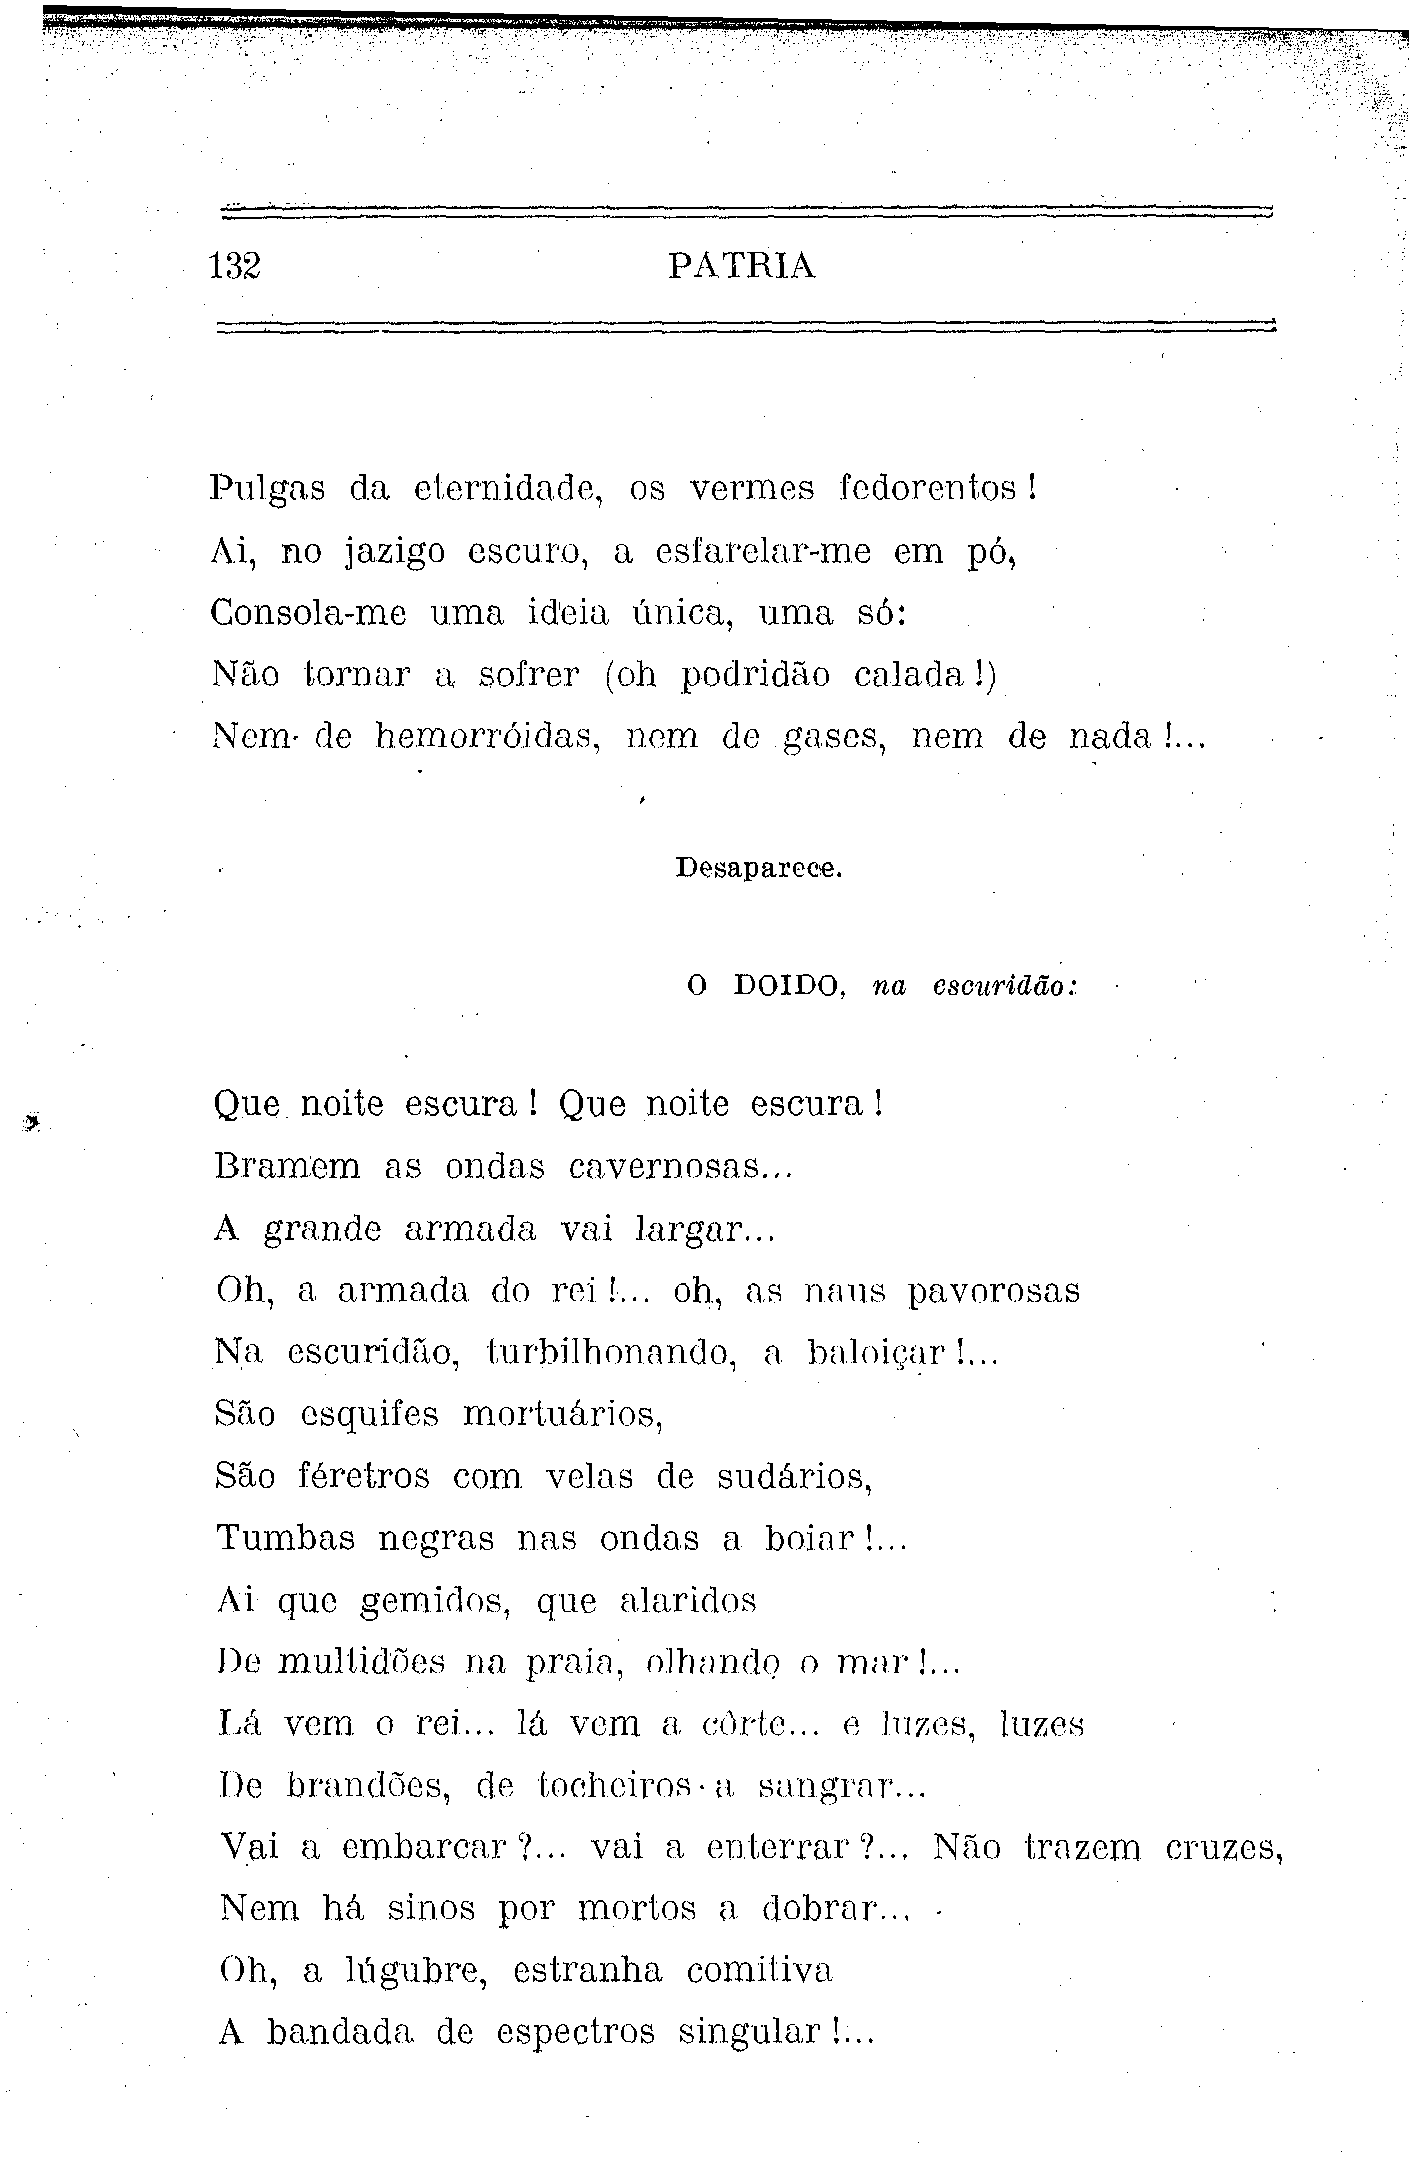 132 PATRIA
Pulgas da eternidade, os vermes fedorentos!
Ai, no jazigo escuro, a esfarelar-me em pó,
Consola-me uma ideia única, uma só:
Não tornar a sofrer (oh podridão calada!)
Nem de hemorróidas, nem de gases, nem de nada!...
Desaparece.
O DOIDO, na escuridão:
Que noite escura! Que noite escura!
Bramem as ondas cavernosas...
A grande armada vai largar...
Oh, a armada do rei!... oh, as naus pavorosas
Na escuridão, turbilhonando, a baloiçar!...
São esquifes mortuários,
São féretros com velas de sudários,
Tumbas negras nas ondas a boiar!...
Ai que gemidos, que alaridos
De multidões na praia, olhando o mar!...
Lá vem o rei... lá vem a côrte... e luzes, luzes
De brandões, de tocheiros a sangrar...
Vai a embarcar?... vai a enterrar?... Não trazem cruzes,
Nem há sinos por mortos a dobrar...
Oh, a lúgubre, estranha comitiva
A bandada de espectros singular!...